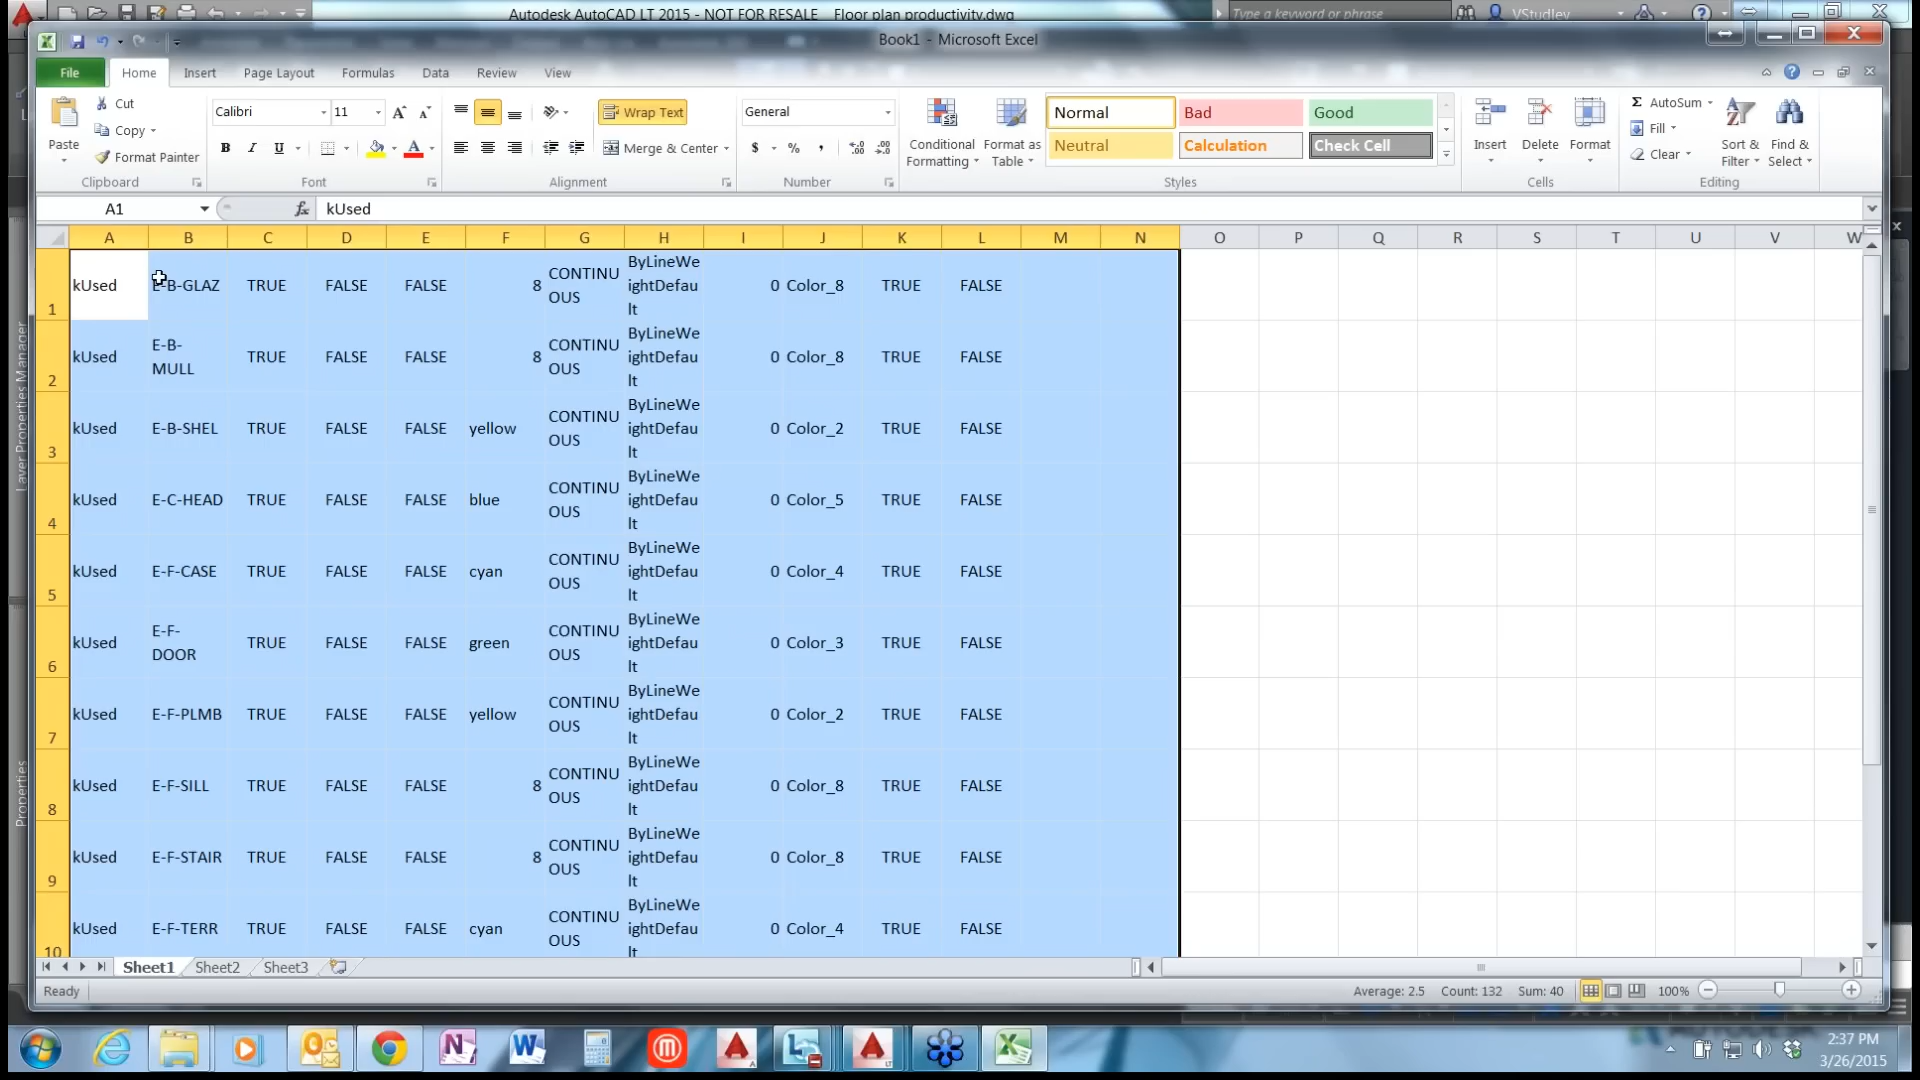 Autodesk AutoCAD LT 2015 - NOT FOR RESALE Floor plan productivity.dwg
Type a keyword or phrase
VStudley
Book1 - Microsoft Excel
File Home Insert Page Layout Formulas Data Review View
Cut
Copy
Format Painter
Paste
Clipboard
Calibri 11
B I U A
Font
Wrap Text
Merge & Center
Alignment
General
$ % ,
Number
Conditional Formatting
Format as Table
Normal Bad Good
Neutral Calculation Check Cell
Styles
Insert Delete Format
Cells
AutoSum
Fill
Clear
Sort & Filter
Find & Select
Editing
A1 fx kUsed
A B C D E F G H I J K L M N O P Q R S T U V W
1 kUsed E-B-GLAZ TRUE FALSE FALSE 8 CONTINUOUS ByLineWeightDefault 0 Color_8 TRUE FALSE
2 kUsed E-B-MULL TRUE FALSE FALSE 8 CONTINUOUS ByLineWeightDefault 0 Color_8 TRUE FALSE
3 kUsed E-B-SHEL TRUE FALSE FALSE yellow CONTINUOUS ByLineWeightDefault 0 Color_2 TRUE FALSE
4 kUsed E-C-HEAD TRUE FALSE FALSE blue CONTINUOUS ByLineWeightDefault 0 Color_5 TRUE FALSE
5 kUsed E-F-CASE TRUE FALSE FALSE cyan CONTINUOUS ByLineWeightDefault 0 Color_4 TRUE FALSE
6 kUsed E-F-DOOR TRUE FALSE FALSE green CONTINUOUS ByLineWeightDefault 0 Color_3 TRUE FALSE
7 kUsed E-F-PLMB TRUE FALSE FALSE yellow CONTINUOUS ByLineWeightDefault 0 Color_2 TRUE FALSE
8 kUsed E-F-SILL TRUE FALSE FALSE 8 CONTINUOUS ByLineWeightDefault 0 Color_8 TRUE FALSE
9 kUsed E-F-STAIR TRUE FALSE FALSE 8 CONTINUOUS ByLineWeightDefault 0 Color_8 TRUE FALSE
10 kUsed E-F-TERR TRUE FALSE FALSE cyan CONTINUOUS ByLineWeightDefault 0 Color_4 TRUE FALSE
Layer Properties Manager
Properties
Sheet1 Sheet2 Sheet3
Ready
Average: 2.5 Count: 132 Sum: 40 100%
2:37 PM
3/26/2015